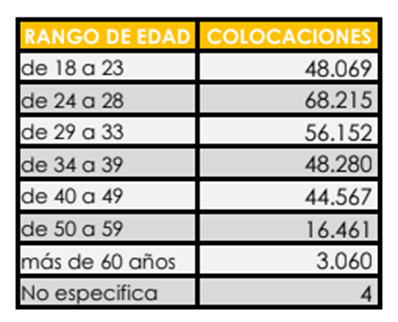 RANGO DE EDAD COLOCACIONES
de 18 a 23 48.069
de 24 a 28 68.215
de 29 a 33 56.152
de 34 a 39 48.280
de 40 a 49 44.567
de 50 a 59 16.461
más de 60 años 3.060
No especifica 4